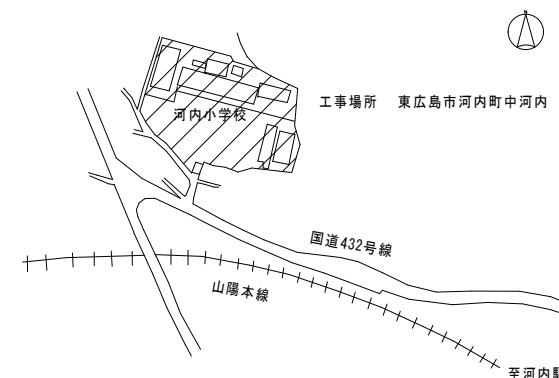 工事場所 東広島市河内町中河内
河内小学校
国道432号線
山陽本線
至河内駅